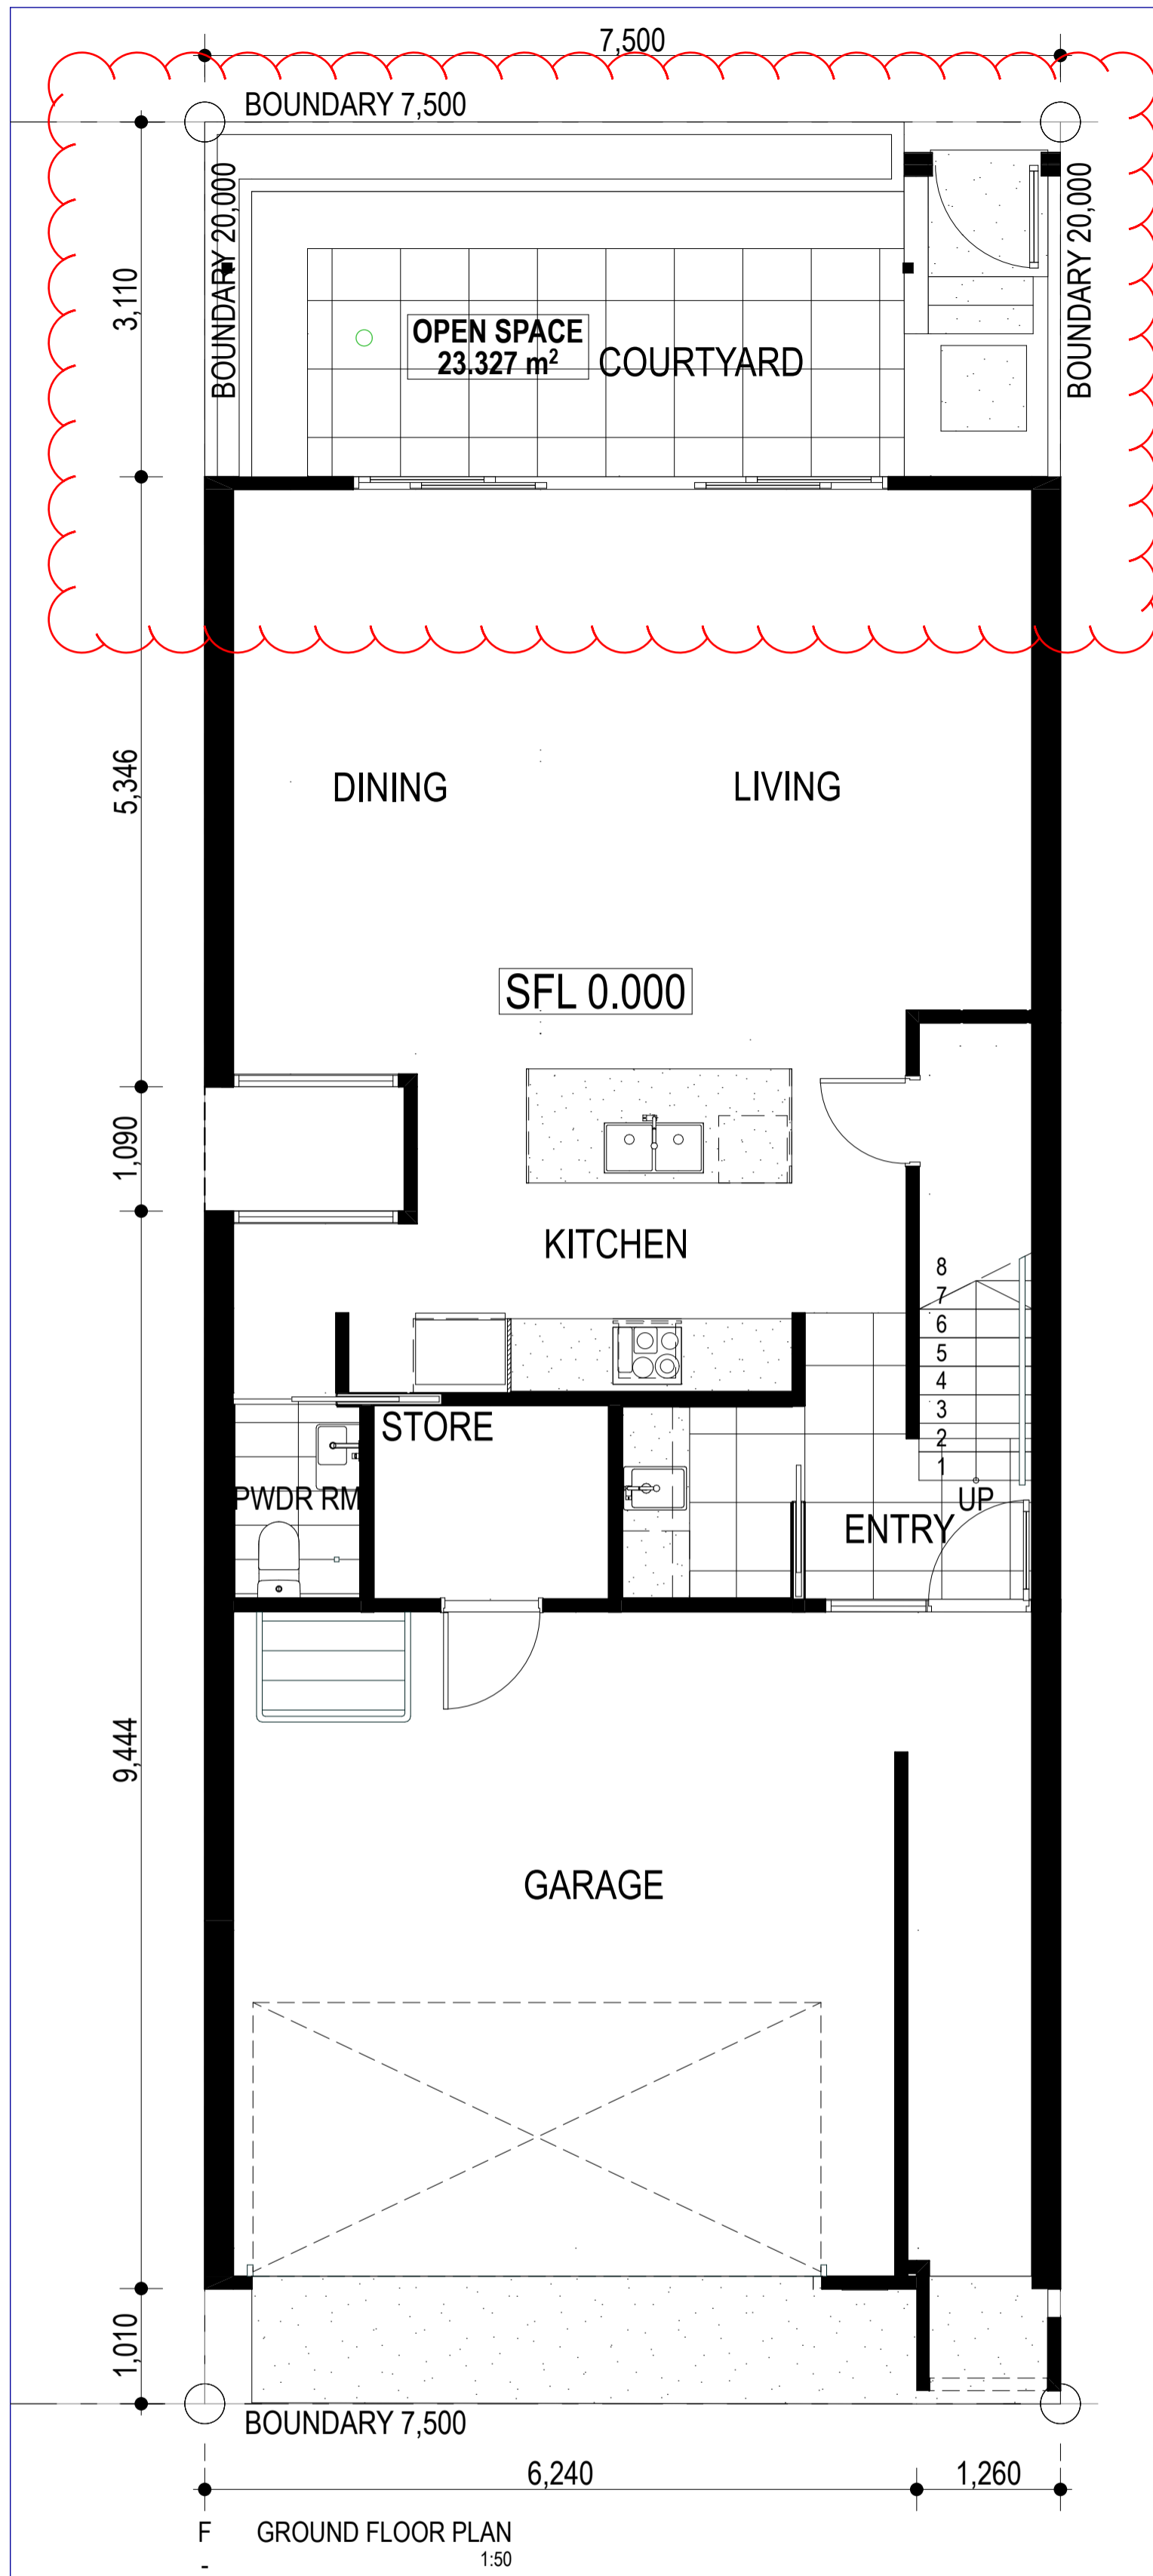 7,500
BOUNDARY 7,500
BOUNDARY 20,000
BOUNDARY 20,000
3,110
OPEN SPACE
23.327 m²
COURTYARD
5,346
DINING
LIVING
SFL 0.000
1,090
KITCHEN
8
7
6
5
4
3
2
1
STORE
PWDR RM
UP
ENTRY
9,444
GARAGE
1,010
BOUNDARY 7,500
6,240
1,260
F GROUND FLOOR PLAN
- 1:50